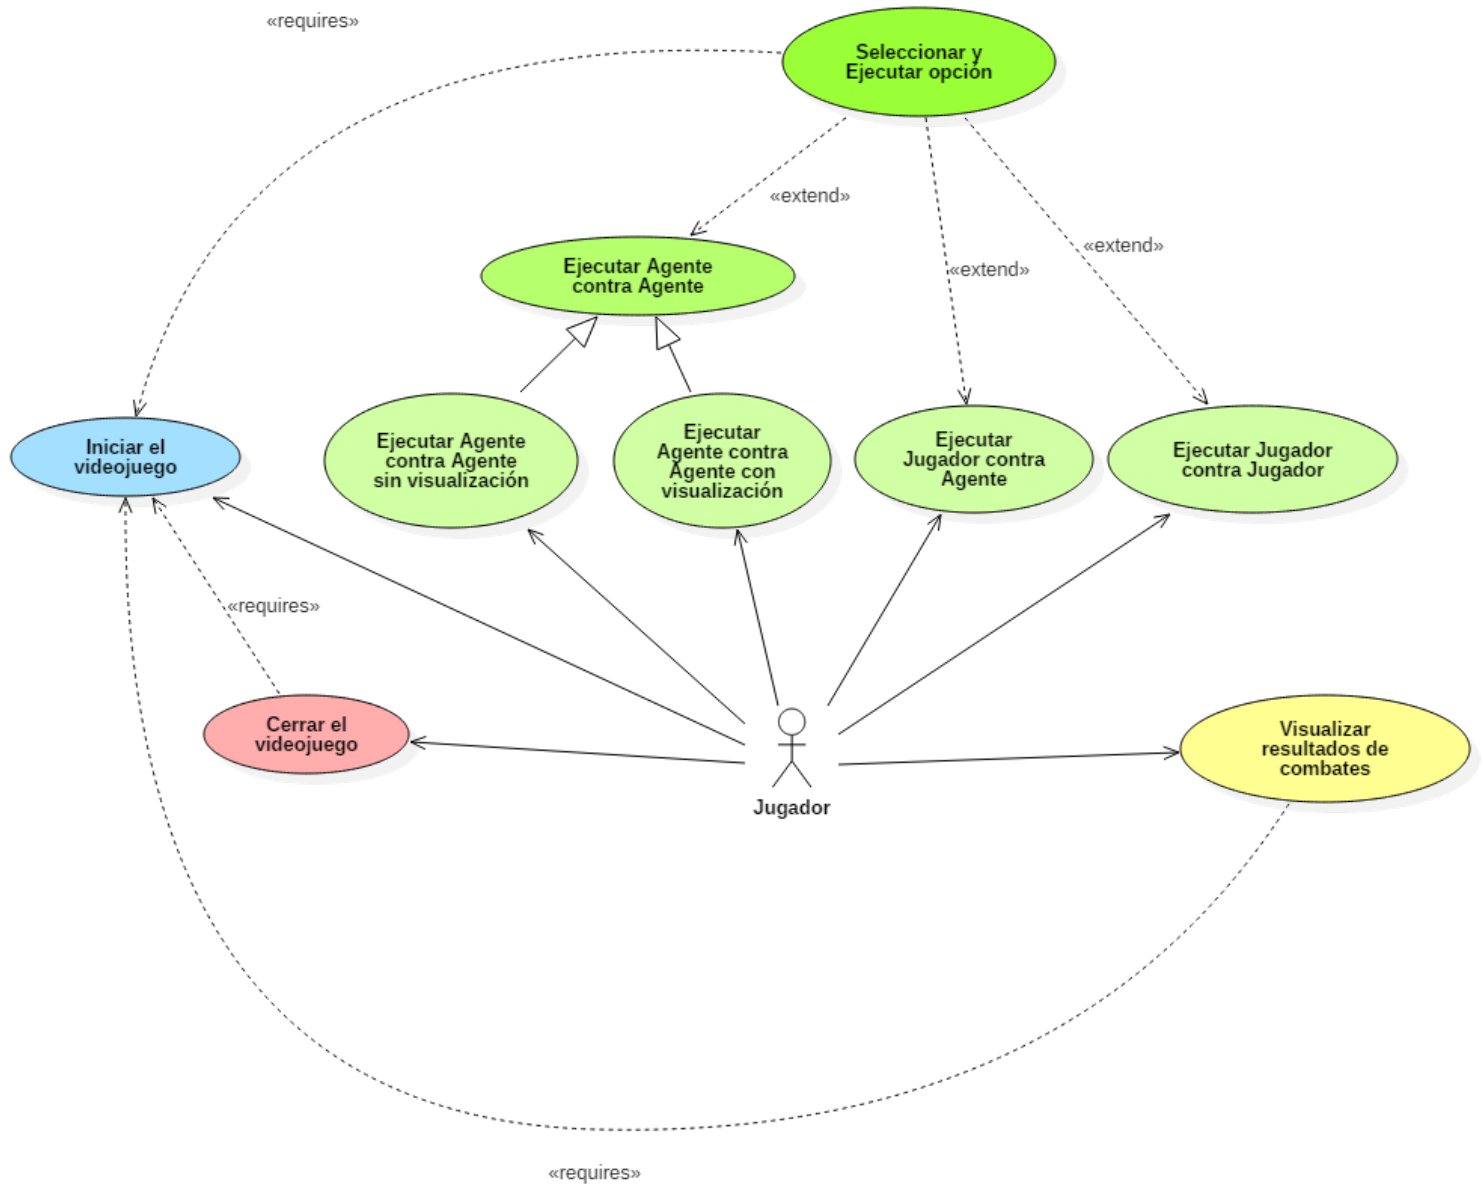 «requires»
Seleccionar y
Ejecutar opción
«extend»
«extend»
«extend»
Ejecutar Agente
contra Agente
Iniciar el
videojuego
Ejecutar Agente
contra Agente
sin visualización
Ejecutar
Agente contra
Agente con
visualización
Ejecutar
Jugador contra
Agente
Ejecutar Jugador
contra Jugador
«requires»
Cerrar el
videojuego
Jugador
Visualizar
resultados de
combates
«requires»